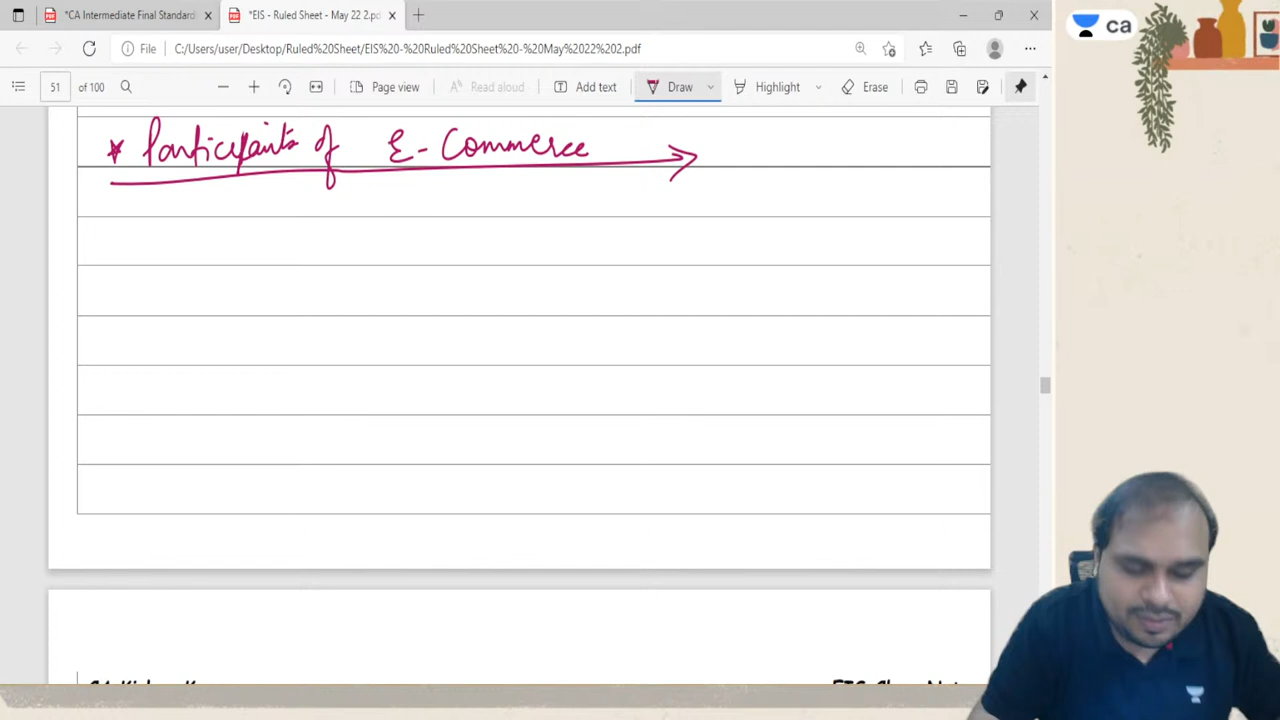 *CA Intermediate Final Standard
*EIS - Ruled Sheet - May 22 2.pd
File
C:/Users/user/Desktop/Ruled%20Sheet/EIS%20-%20Ruled%20Sheet%20-%20May%2022%202.pdf
51 of 100
Page view
Read aloud
Add text
Draw
Highlight
Erase
ca
* Participants of E-Commerce